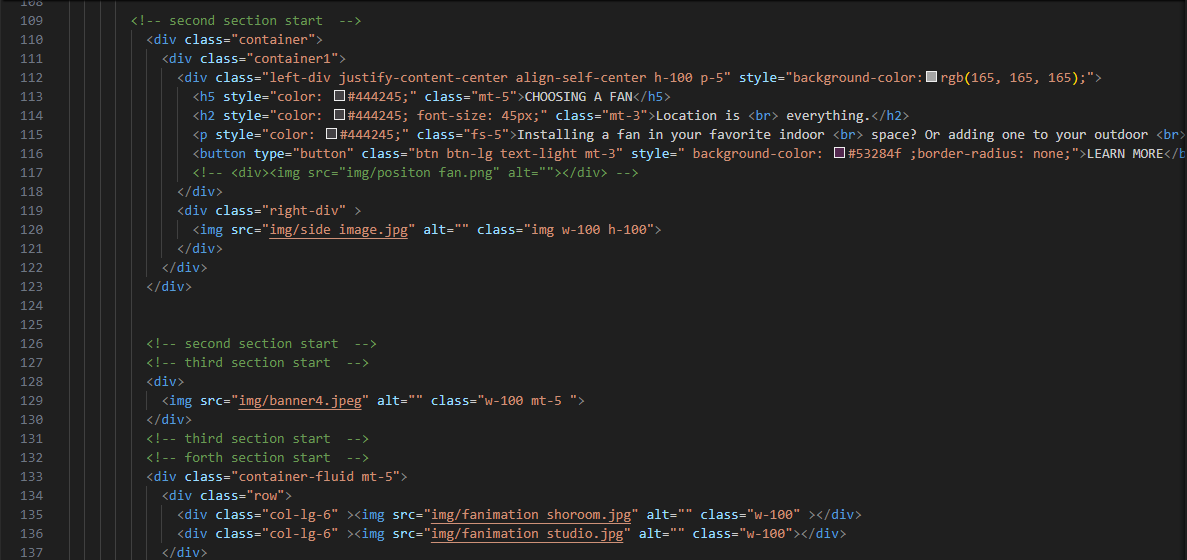 108
109 <!-- second section start  -->
110 <div class="container">
111 <div class="container1">
112 <div class="left-div justify-content-center align-self-center h-100 p-5" style="background-color:rgb(165, 165, 165);">
113 <h5 style="color: #444245;" class="mt-5">CHOOSING A FAN</h5>
114 <h2 style="color: #444245; font-size: 45px;" class="mt-3">Location is <br> everything.</h2>
115 <p style="color: #444245;" class="fs-5">Installing a fan in your favorite indoor <br> space? Or adding one to your outdoor <br>
116 <button type="button" class="btn btn-lg text-light mt-3" style=" background-color: #53284f ;border-radius: none;">LEARN MORE</b
117 <!-- <div><img src="img/positon fan.png" alt=""></div> -->
118 </div>
119 <div class="right-div" >
120 <img src="img/side image.jpg" alt="" class="img w-100 h-100">
121 </div>
122 </div>
123 </div>
124
125
126 <!-- second section start  -->
127 <!-- third section start  -->
128 <div>
129 <img src="img/banner4.jpeg" alt="" class="w-100 mt-5 ">
130 </div>
131 <!-- third section start  -->
132 <!-- forth section start  -->
133 <div class="container-fluid mt-5">
134 <div class="row">
135 <div class="col-lg-6" ><img src="img/fanimation shoroom.jpg" alt="" class="w-100" ></div>
136 <div class="col-lg-6" ><img src="img/fanimation studio.jpg" alt="" class="w-100"></div>
137 </div>